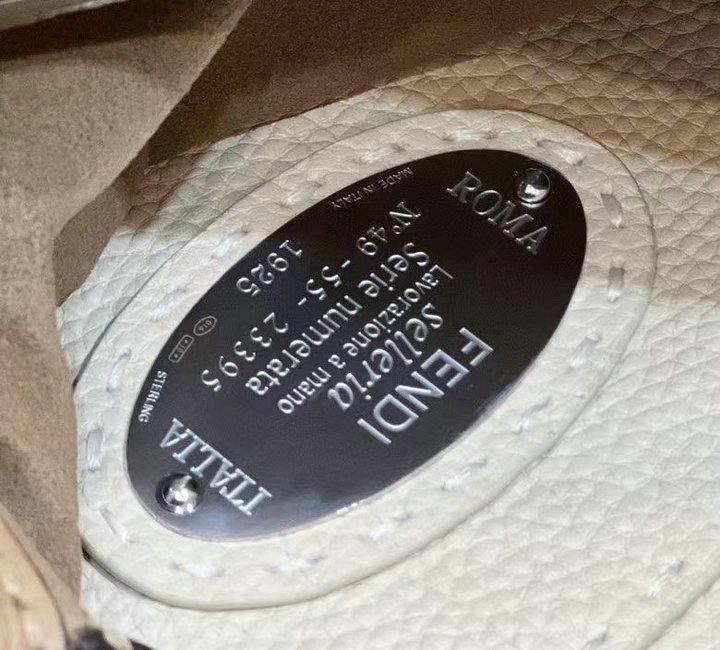 FENDI
selleria
Lavorazione a mano
Serie numerata
N° 49 -55- 23395
1925
ROMA
ITALIA
MADE IN ITALY
STERLING